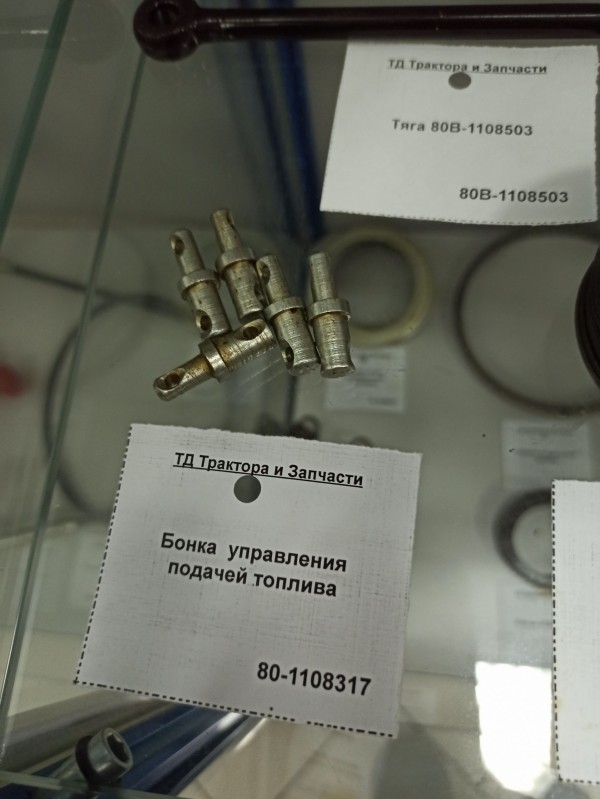 ТД Трактора и Запчасти
Тяга 80В-1108503
80В-1108503
ТД Трактора и Запчасти
Бонка управления
подачей топлива
80-1108317